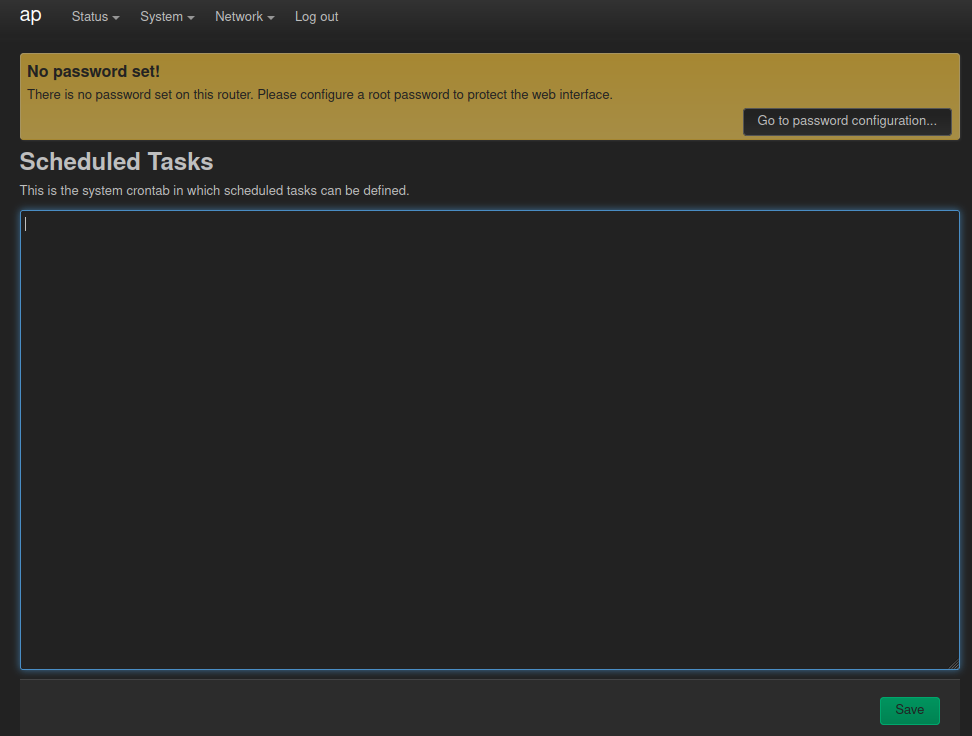 ap Status System Network Log out
No password set!
There is no password set on this router. Please configure a root password to protect the web interface.
Go to password configuration...
Scheduled Tasks
This is the system crontab in which scheduled tasks can be defined.
Save